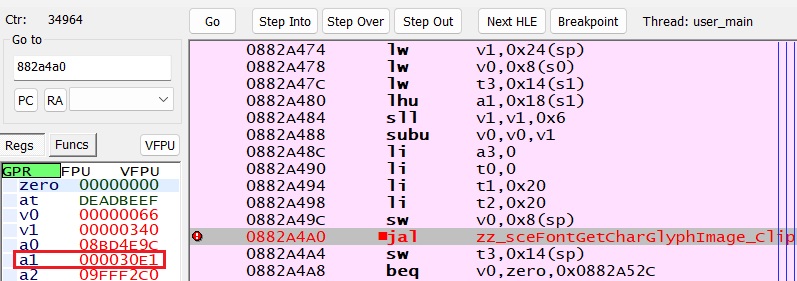 Ctr: 34964
Go Step Into Step Over Step Out Next HLE Breakpoint Thread: user_main
Go to
882a4a0
PC RA
Regs Funcs VFPU
GPR FPU VFPU
zero 00000000
at DEADBEEF
v0 00000066
v1 00000340
a0 08BD4E9C
a1 000030E1
a2 09FFF2C0
0882A474 lw v1,0x24(sp)
0882A478 lw v0,0x8(s0)
0882A47C lw t3,0x14(s1)
0882A480 lhu a1,0x18(s1)
0882A484 sll v1,v1,0x6
0882A488 subu v0,v0,v1
0882A48C li a3,0
0882A490 li t0,0
0882A494 li t1,0x20
0882A498 li t2,0x20
0882A49C sw v0,0x8(sp)
0882A4A0 jal zz_sceFontGetCharGlyphImage_Clip
0882A4A4 sw t3,0x14(sp)
0882A4A8 beq v0,zero,0x0882A52C